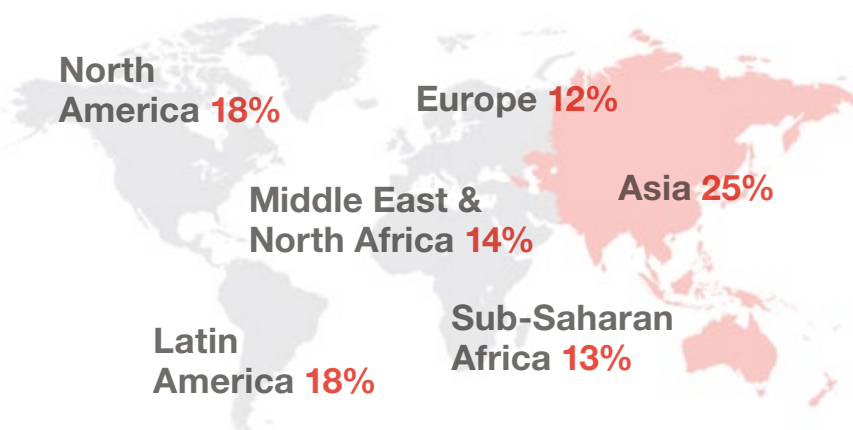 North
America 18%
Europe 12%
Asia 25%
Middle East &
North Africa 14%
Sub-Saharan
Africa 13%
Latin
America 18%